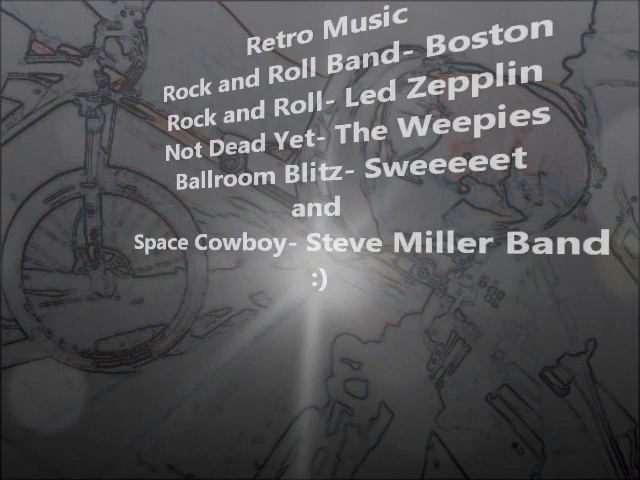 Retro Music
Rock and Roll Band- Boston
Rock and Roll- Led Zepplin
Not Dead Yet- The Weepies
Ballroom Blitz- Sweeeeet
and
Space Cowboy- Steve Miller Band
:)